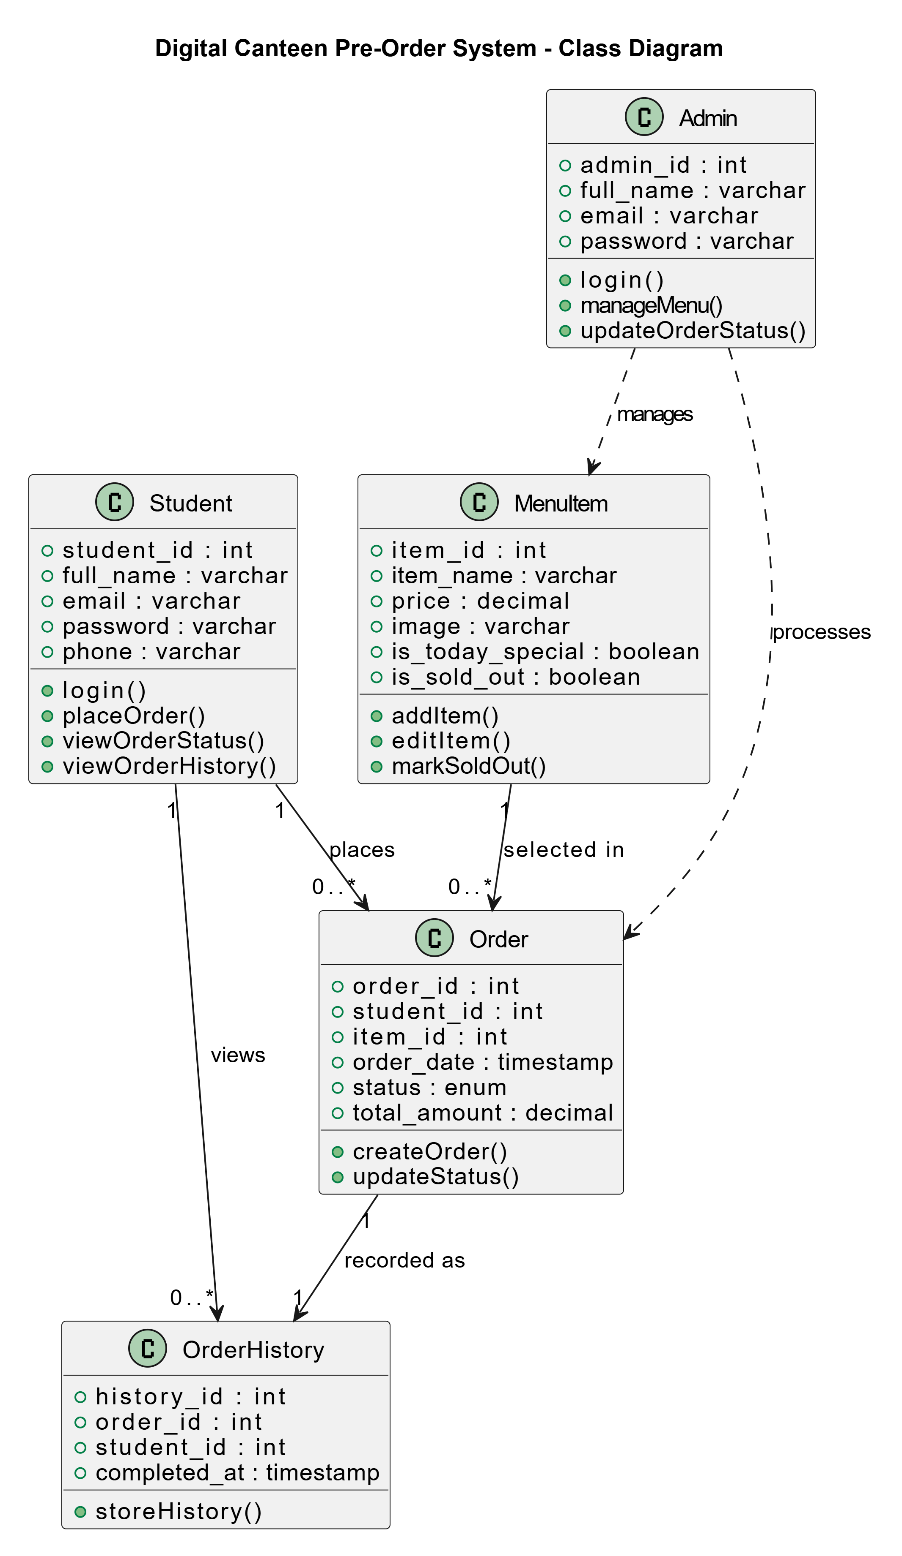 Digital Canteen Pre-Order System - Class Diagram
C Admin
admin_id : int
full_name : varchar
email : varchar
password : varchar
login()
manageMenu()
updateOrderStatus()
manages
processes
C Student
student_id : int
full_name : varchar
email : varchar
password : varchar
phone : varchar
login()
placeOrder()
viewOrderStatus()
viewOrderHistory()
C MenuItem
item_id : int
item_name : varchar
price : decimal
image : varchar
is_today_special : boolean
is_sold_out : boolean
addItem()
editItem()
markSoldOut()
1
1
1
places
selected in
0..*
0..*
C Order
order_id : int
student_id : int
item_id : int
order_date : timestamp
status : enum
total_amount : decimal
createOrder()
updateStatus()
views
1
recorded as
0..*
1
C OrderHistory
history_id : int
order_id : int
student_id : int
completed_at : timestamp
storeHistory()